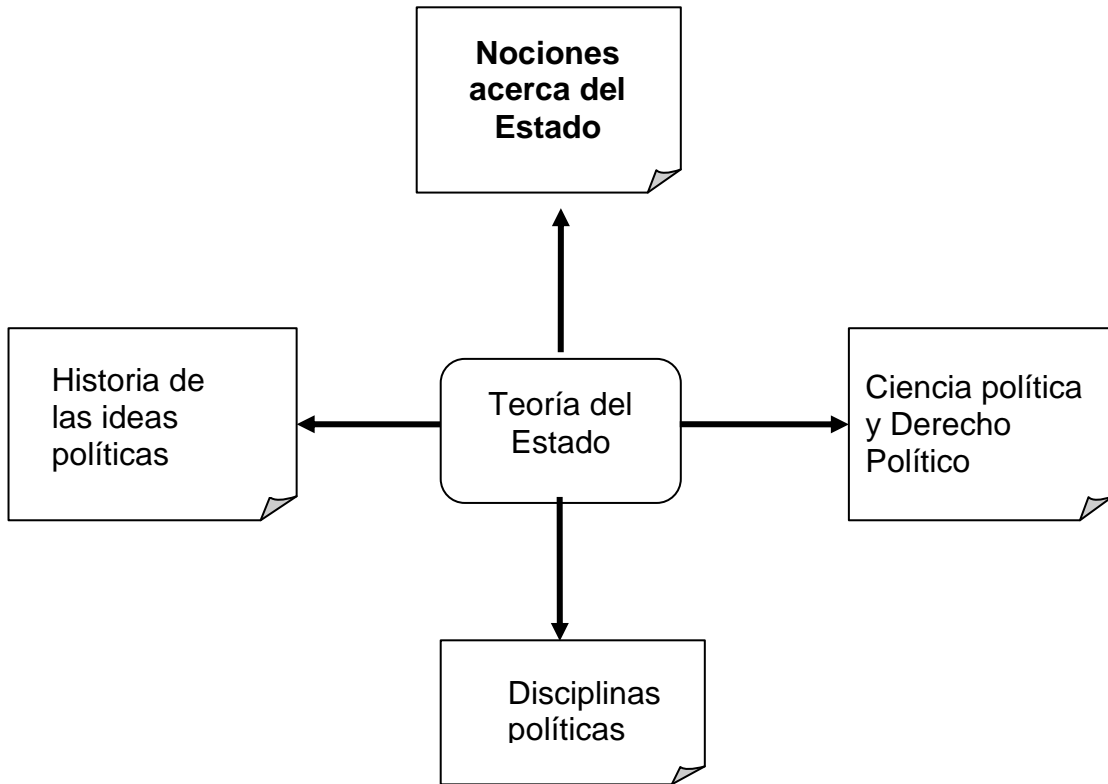 Nociones
acerca del
Estado
Historia de
las ideas
políticas
Teoría del
Estado
Ciencia política
y Derecho
Político
Disciplinas
políticas